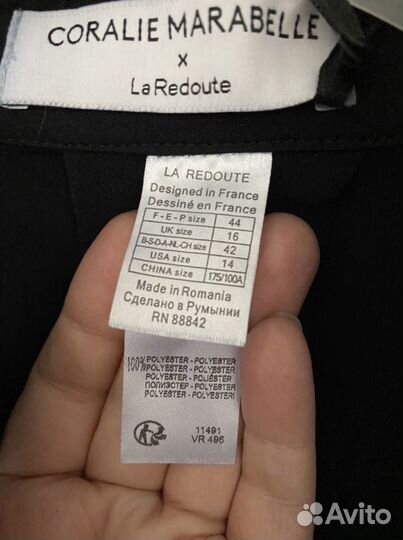 CORALIE MARABELLE
x
La Redoute
LA REDOUTE
Designed in France
Dessiné en France
F - E - P size 44
UK size 16
B-S-D-A-NL-CH size 42
USA size 14
CHINA size 175/100A
Made in Romania
Сделано в Румынии
RN 88842
100% POLYESTER - POLYESTER
POLYESTER - POLYESTER
POLYESTER - POLIÉSTER
ПОЛИЭСТЕР - POLYESTER
POLYESTER - POLYESTERI
11491
VR 496
Avito